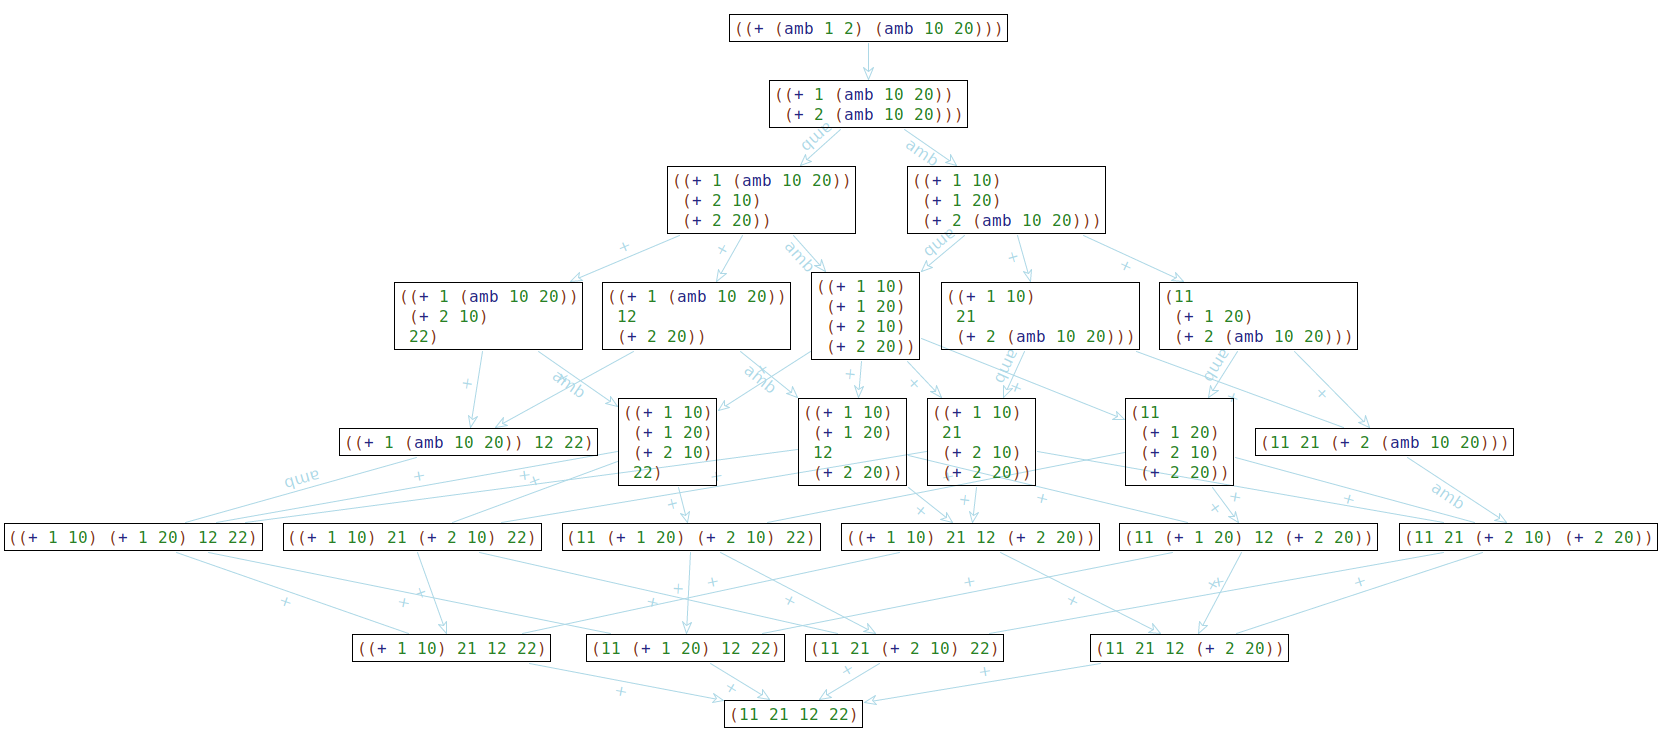 ((+ (amb 1 2) (amb 10 20)))
((+ 1 (amb 10 20))
(+ 2 (amb 10 20)))
amb
amb
((+ 1 (amb 10 20))
(+ 2 10)
(+ 2 20))
((+ 1 10)
(+ 1 20)
(+ 2 (amb 10 20)))
+
+
amb
amb
+
+
((+ 1 (amb 10 20))
(+ 2 10)
22)
((+ 1 (amb 10 20))
12
(+ 2 20))
((+ 1 10)
(+ 1 20)
(+ 2 10)
(+ 2 20))
((+ 1 10)
21
(+ 2 (amb 10 20)))
(11
(+ 1 20)
(+ 2 (amb 10 20)))
+
amb
+
amb
+
+
+
amb
+
amb
+
+
((+ 1 (amb 10 20)) 12 22)
((+ 1 10)
(+ 1 20)
(+ 2 10)
22)
((+ 1 10)
(+ 1 20)
12
(+ 2 20))
((+ 1 10)
21
(+ 2 10)
(+ 2 20))
(11
(+ 1 20)
(+ 2 10)
(+ 2 20))
(11 21 (+ 2 (amb 10 20)))
amb
+
+
+
+
+
+
+
+
+
+
+
+
amb
((+ 1 10) (+ 1 20) 12 22)
((+ 1 10) 21 (+ 2 10) 22)
(11 (+ 1 20) (+ 2 10) 22)
((+ 1 10) 21 12 (+ 2 20))
(11 (+ 1 20) 12 (+ 2 20))
(11 21 (+ 2 10) (+ 2 20))
+
+
+
+
+
+
+
+
+
+
+
+
((+ 1 10) 21 12 22)
(11 (+ 1 20) 12 22)
(11 21 (+ 2 10) 22)
(11 21 12 (+ 2 20))
+
+
+
+
(11 21 12 22)